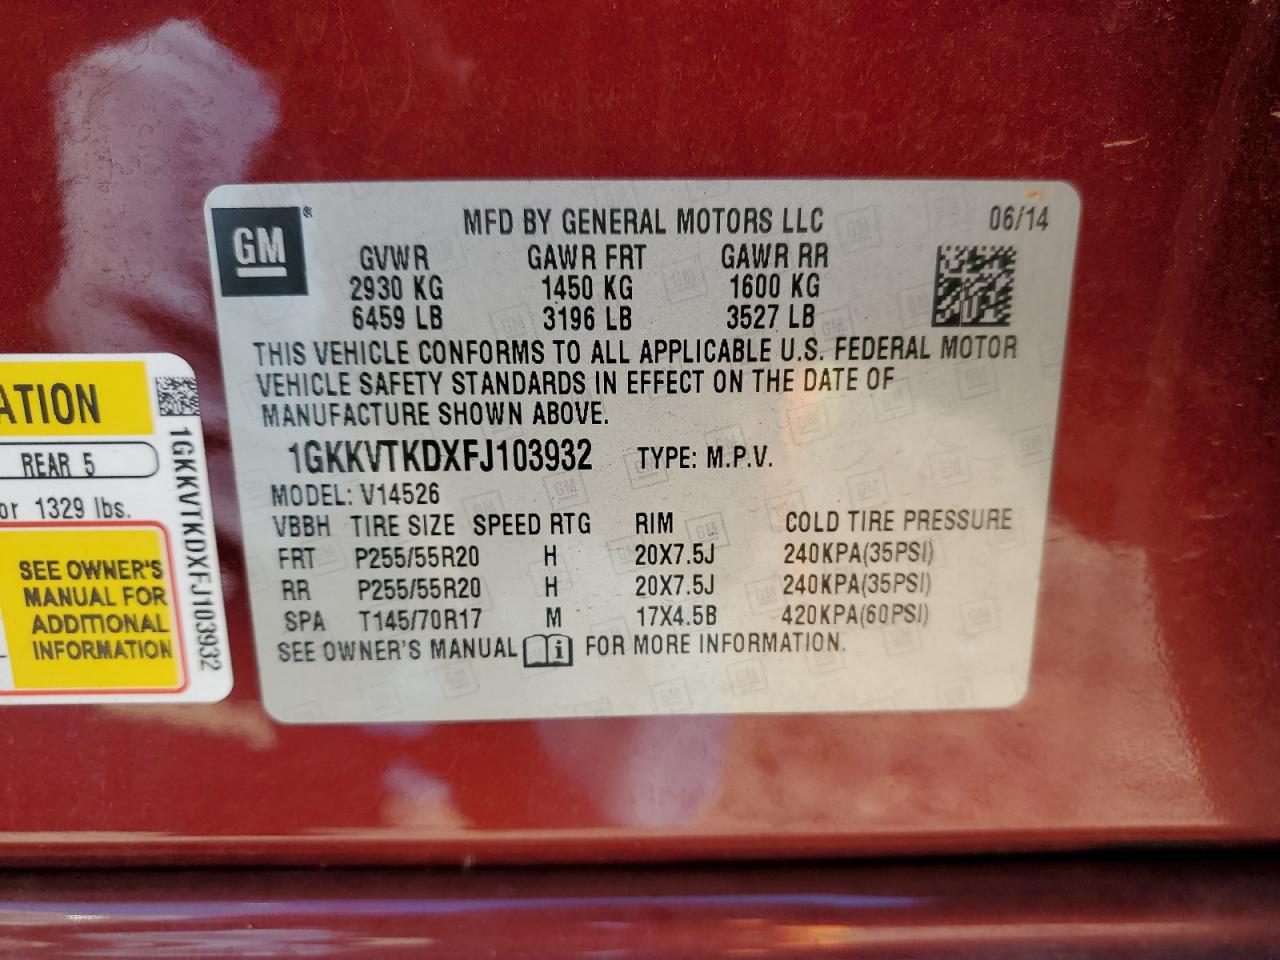 GM®
MFD BY GENERAL MOTORS LLC 06/14
GVWR GAWR FRT GAWR RR
2930 KG 1450 KG 1600 KG
6459 LB 3196 LB 3527 LB
THIS VEHICLE CONFORMS TO ALL APPLICABLE U.S. FEDERAL MOTOR
VEHICLE SAFETY STANDARDS IN EFFECT ON THE DATE OF
MANUFACTURE SHOWN ABOVE.
1GKKVTKDXFJ103932 TYPE: M.P.V.
MODEL: V14526
VBBH TIRE SIZE SPEED RTG RIM COLD TIRE PRESSURE
FRT P255/55R20 H 20X7.5J 240KPA(35PSI)
RR P255/55R20 H 20X7.5J 240KPA(35PSI)
SPA T145/70R17 M 17X4.5B 420KPA(60PSI)
SEE OWNER'S MANUAL i FOR MORE INFORMATION.
ATION
REAR 5
or 1329 lbs.
SEE OWNER'S
MANUAL FOR
ADDITIONAL
INFORMATION
1GKKVTKDXFJ103932